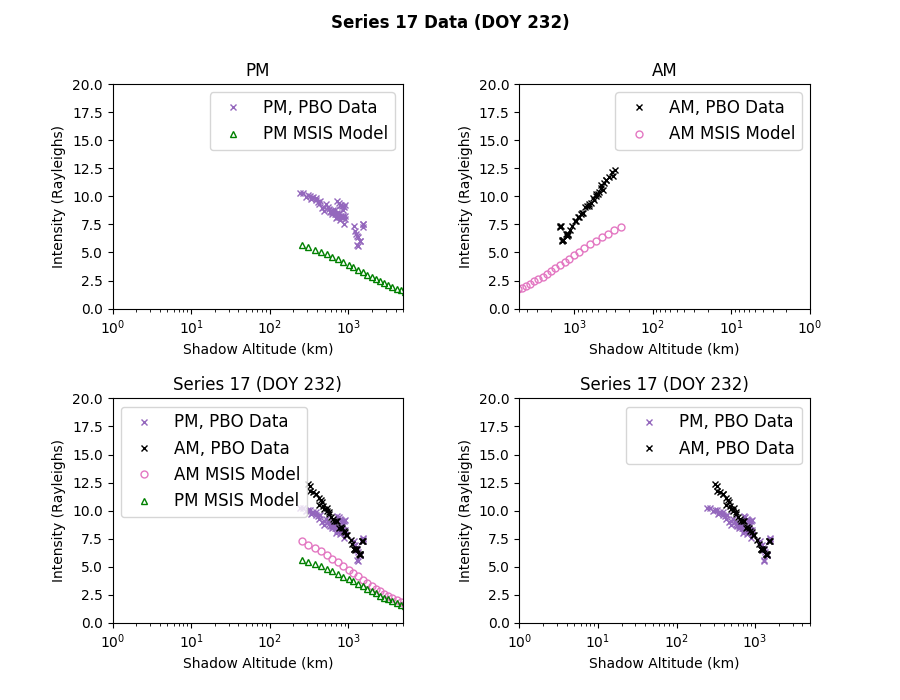 Series 17 Data (DOY 232)
PM
20.0
17.5
15.0
12.5
10.0
7.5
5.0
2.5
0.0
Intensity (Rayleighs)
PM, PBO Data
PM MSIS Model
10⁰ 10¹ 10² 10³
Shadow Altitude (km)
AM
20.0
17.5
15.0
12.5
10.0
7.5
5.0
2.5
0.0
Intensity (Rayleighs)
AM, PBO Data
AM MSIS Model
10³ 10² 10¹ 10⁰
Shadow Altitude (km)
Series 17 (DOY 232)
20.0
17.5
15.0
12.5
10.0
7.5
5.0
2.5
0.0
Intensity (Rayleighs)
PM, PBO Data
AM, PBO Data
AM MSIS Model
PM MSIS Model
10⁰ 10¹ 10² 10³
Shadow Altitude (km)
Series 17 (DOY 232)
20.0
17.5
15.0
12.5
10.0
7.5
5.0
2.5
0.0
Intensity (Rayleighs)
PM, PBO Data
AM, PBO Data
10⁰ 10¹ 10² 10³
Shadow Altitude (km)